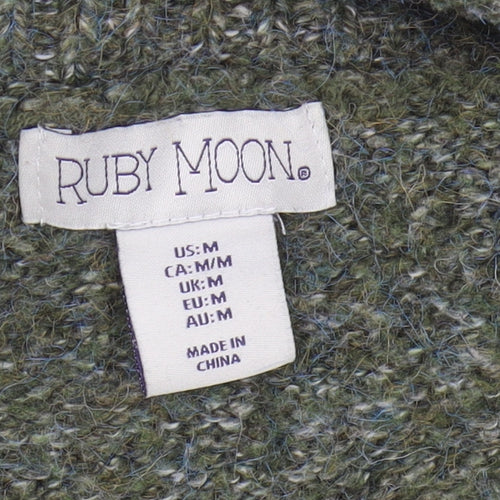 RUBY MOON®
US: M
CA: M/M
UK: M
EU: M
AU: M
MADE IN
CHINA